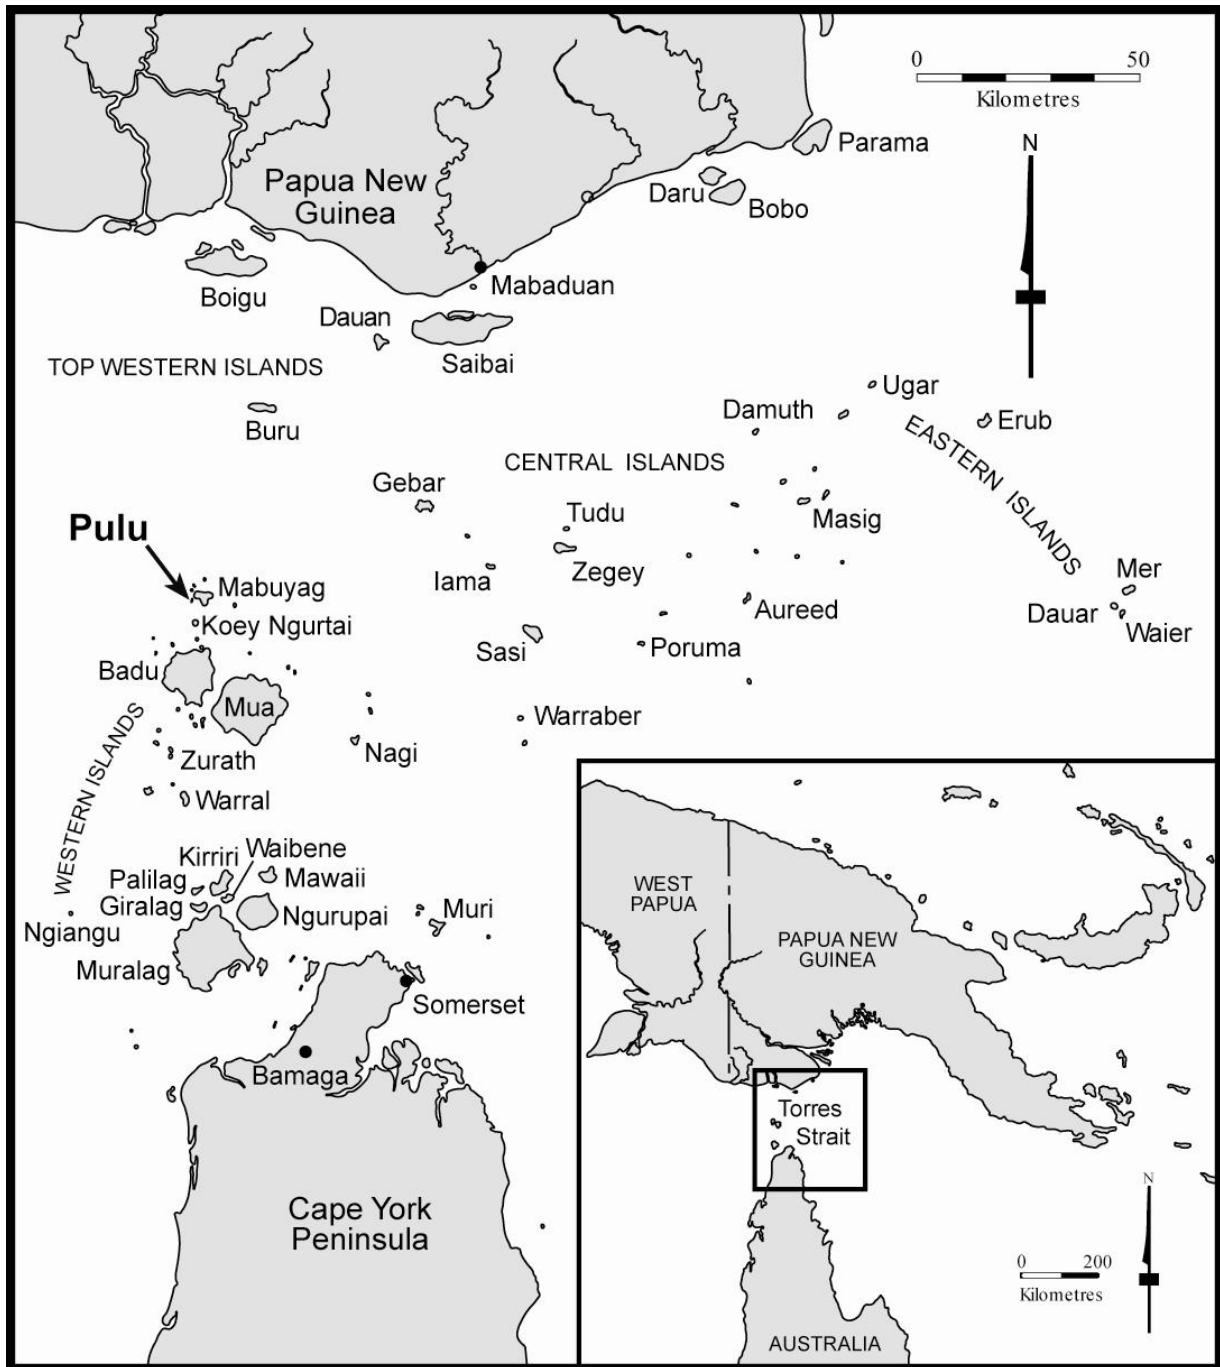 0 50
Kilometres
N
Parama
Papua New
Guinea
Daru
Bobo
Mabaduan
Boigu
Dauan
Saibai
TOP WESTERN ISLANDS
Ugar
Damuth
Erub
Buru
EASTERN ISLANDS
CENTRAL ISLANDS
Gebar
Tudu
Masig
Pulu
Zegey
Iama
Mabuyag
Mer
Aureed
Dauar
Koey Ngurtai
Waier
Sasi
Poruma
Badu
Mua
Warraber
Nagi
Zurath
WESTERN ISLANDS
Warral
Waibene
Kirriri
Palilag
Mawaii
Giralag
Ngurupai
Muri
Ngiangu
Muralag
Somerset
Bamaga
Cape York
Peninsula
WEST
PAPUA
PAPUA NEW
GUINEA
Torres
Strait
N
0 200
Kilometres
AUSTRALIA